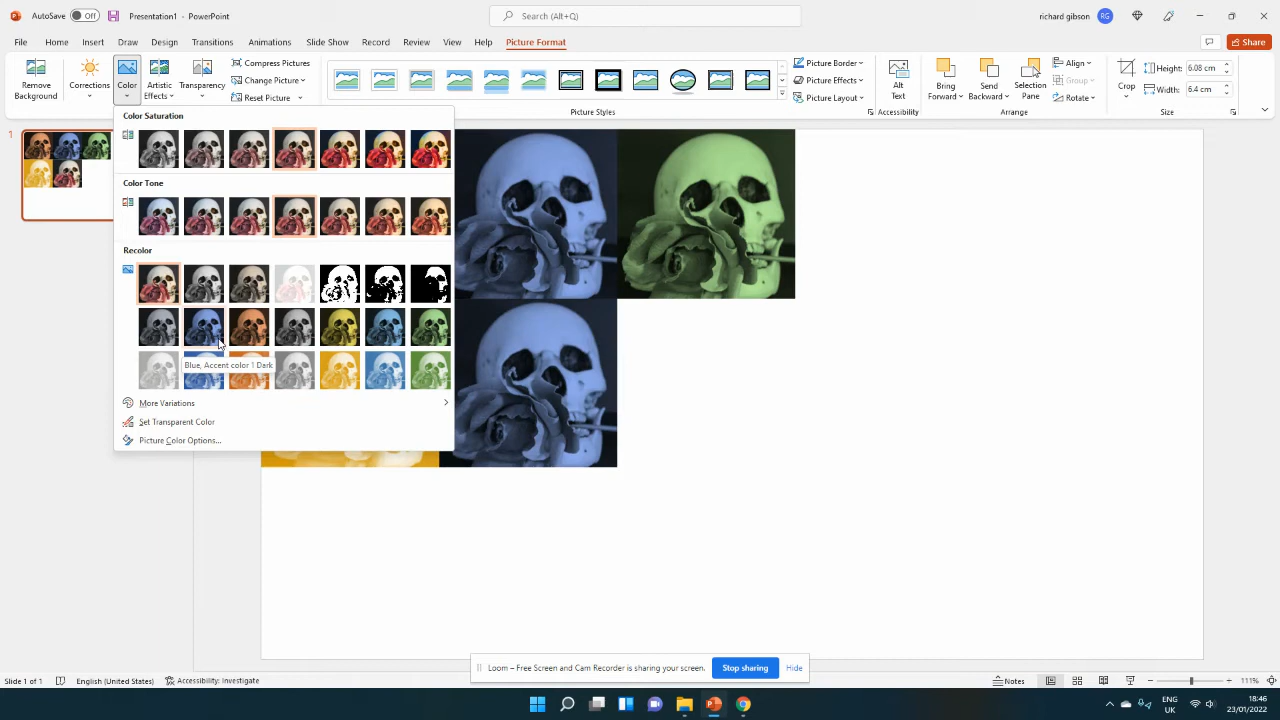 AutoSave Off Presentation1 - PowerPoint Search (Alt+Q) richard gibson RG
File Home Insert Draw Design Transitions Animations Slide Show Record Review View Help Picture Format Share
Remove Background
Corrections
Color
Artistic Effects
Transparency
Compress Pictures
Change Picture
Reset Picture
Picture Border
Picture Effects
Picture Layout
Alt Text
Bring Forward
Send Backward
Selection Pane
Align
Group
Rotate
Crop
Height: 6.08 cm
Width: 6.4 cm
Picture Styles Accessibility Arrange Size
Color Saturation
1
Color Tone
Recolor
Blue, Accent color 1 Dark
More Variations
Set Transparent Color
Picture Color Options...
Loom – Free Screen and Cam Recorder is sharing your screen. Stop sharing Hide
Slide 1 of 1 English (United States) Accessibility: Investigate Notes 111%
ENG
UK
18:46
23/01/2022